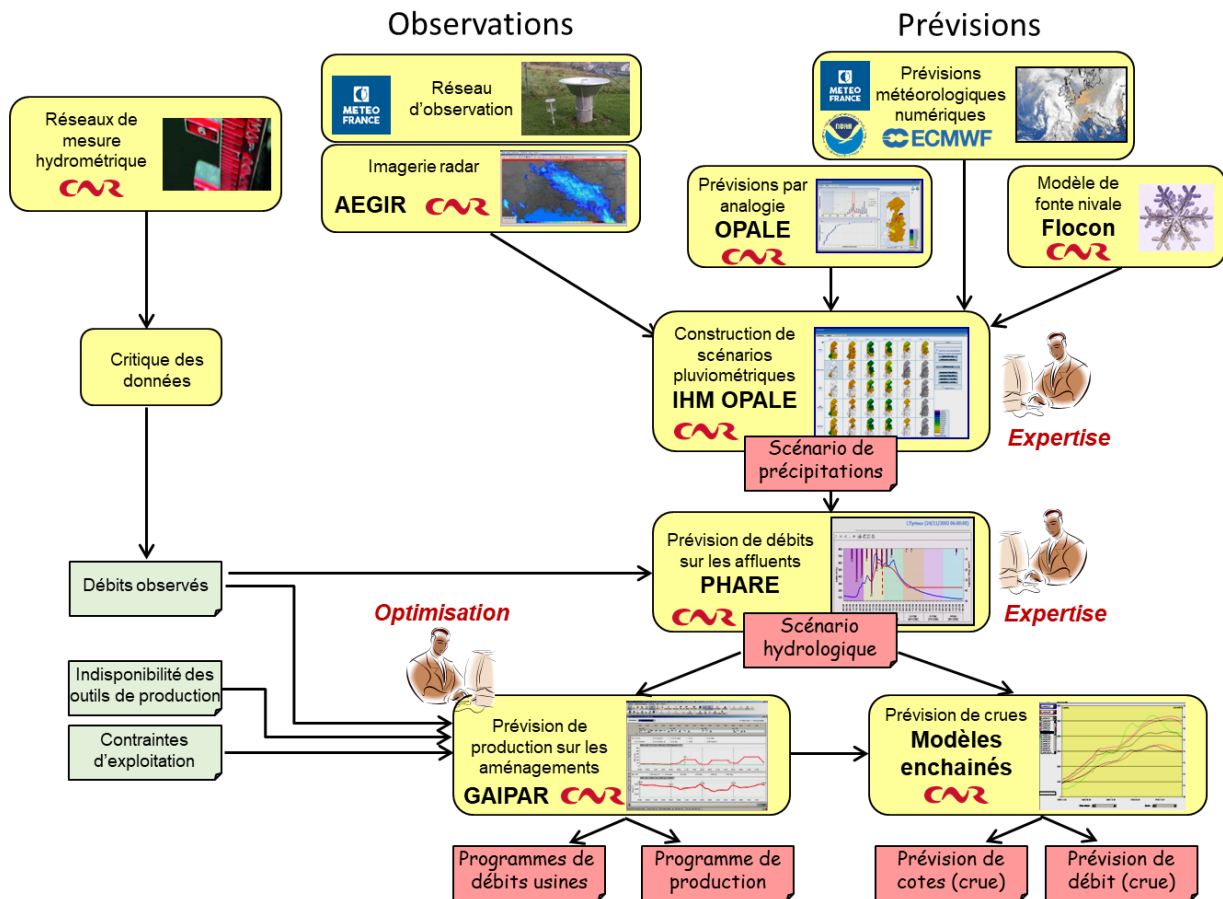 Observations
Prévisions
METEO
FRANCE
Réseau
d'observation
METEO
FRANCE
NOAA
Prévisions
météorologiques
numériques
ECMWF
Réseaux de
mesure
hydrométrique
CNR
Imagerie radar
AEGIR CNR
Prévisions par
analogie
OPALE
CNR
Modèle de
fonte nivale
Flocon
CNR
Critique des
données
Construction de
scénarios
pluviométriques
IHM OPALE
CNR
Expertise
Scénario de
précipitations
Prévision de débits
sur les affluents
PHARE
CNR
Expertise
Scénario
hydrologique
Débits observés
Optimisation
Indisponibilité des
outils de production
Contraintes
d'exploitation
Prévision de
production sur les
aménagements
GAIPAR CNR
Prévision de crues
Modèles
enchainés
CNR
Programmes de
débits usines
Programme de
production
Prévision de
cotes (crue)
Prévision de
débit (crue)